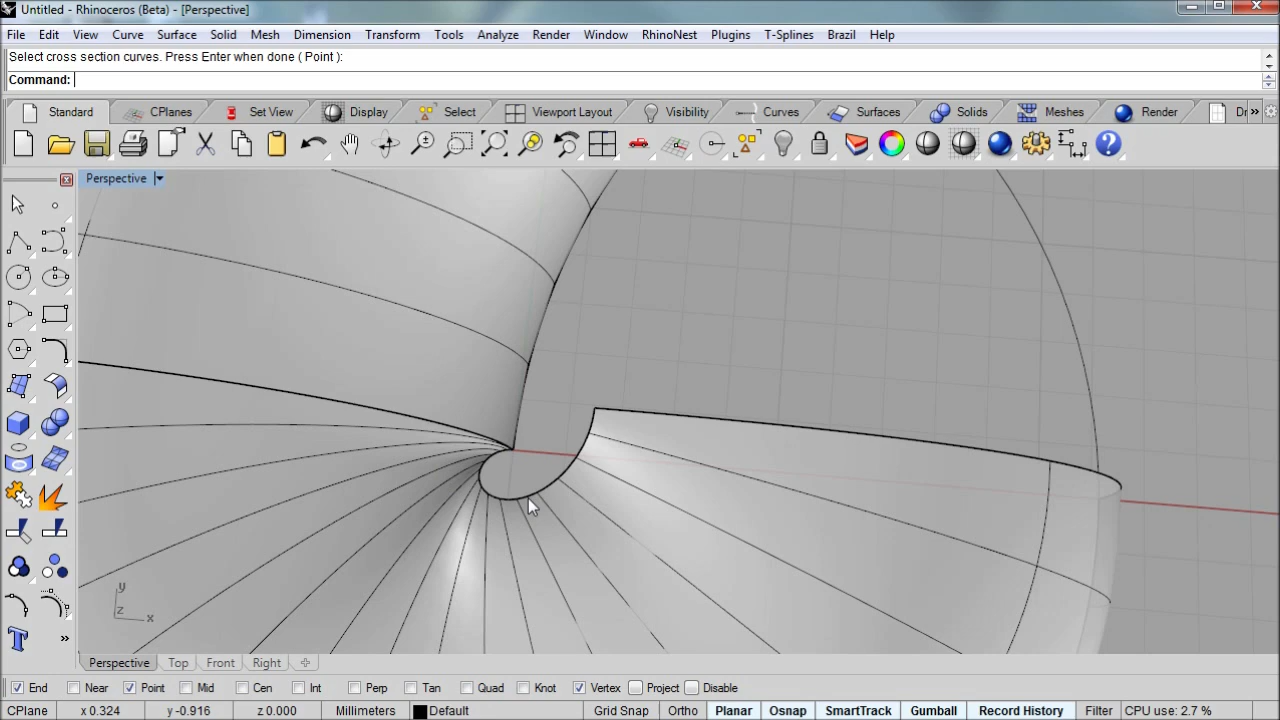 Untitled - Rhinoceros (Beta) - [Perspective]
File Edit View Curve Surface Solid Mesh Dimension Transform Tools Analyze Render Window RhinoNest Plugins T-Splines Brazil Help
Select cross section curves. Press Enter when done ( Point ):
Command:
Standard CPlanes Set View Display Select Viewport Layout Visibility Curves Surfaces Solids Meshes Render Dr »
Perspective
y
z x
Perspective Top Front Right
End Near Point Mid Cen Int Perp Tan Quad Knot Vertex Project Disable
CPlane x 0.324 y -0.916 z 0.000 Millimeters Default Grid Snap Ortho Planar Osnap SmartTrack Gumball Record History Filter CPU use: 2.7 %